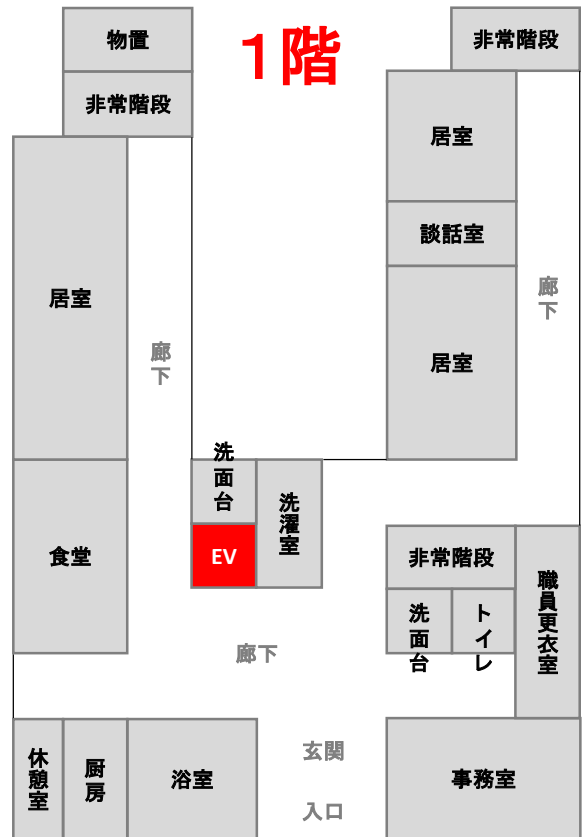 1階
物置
非常階段
非常階段
居室
談話室
居室
廊下
居室
廊下
洗面台
洗濯室
EV
食堂
非常階段
職員更衣室
洗面台
トイレ
廊下
休憩室
厨房
浴室
玄関
入口
事務室